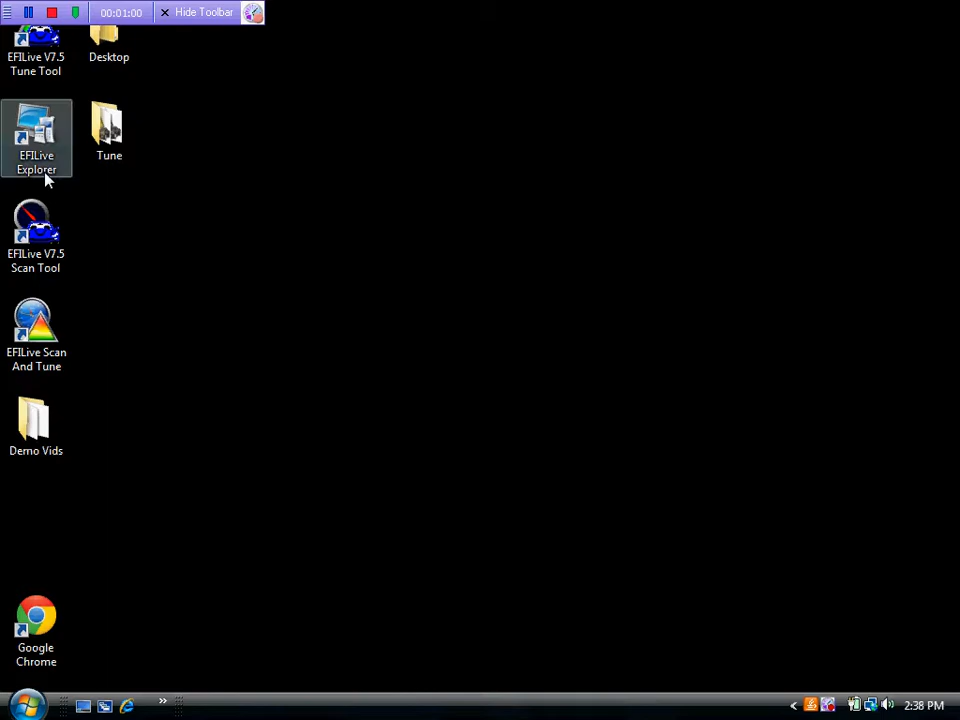 00:01:00
Hide Toolbar
EFILive V7.5
Tune Tool
Desktop
EFILive
Explorer
Tune
EFILive V7.5
Scan Tool
EFILive Scan
And Tune
Demo Vids
Google
Chrome
2:38 PM